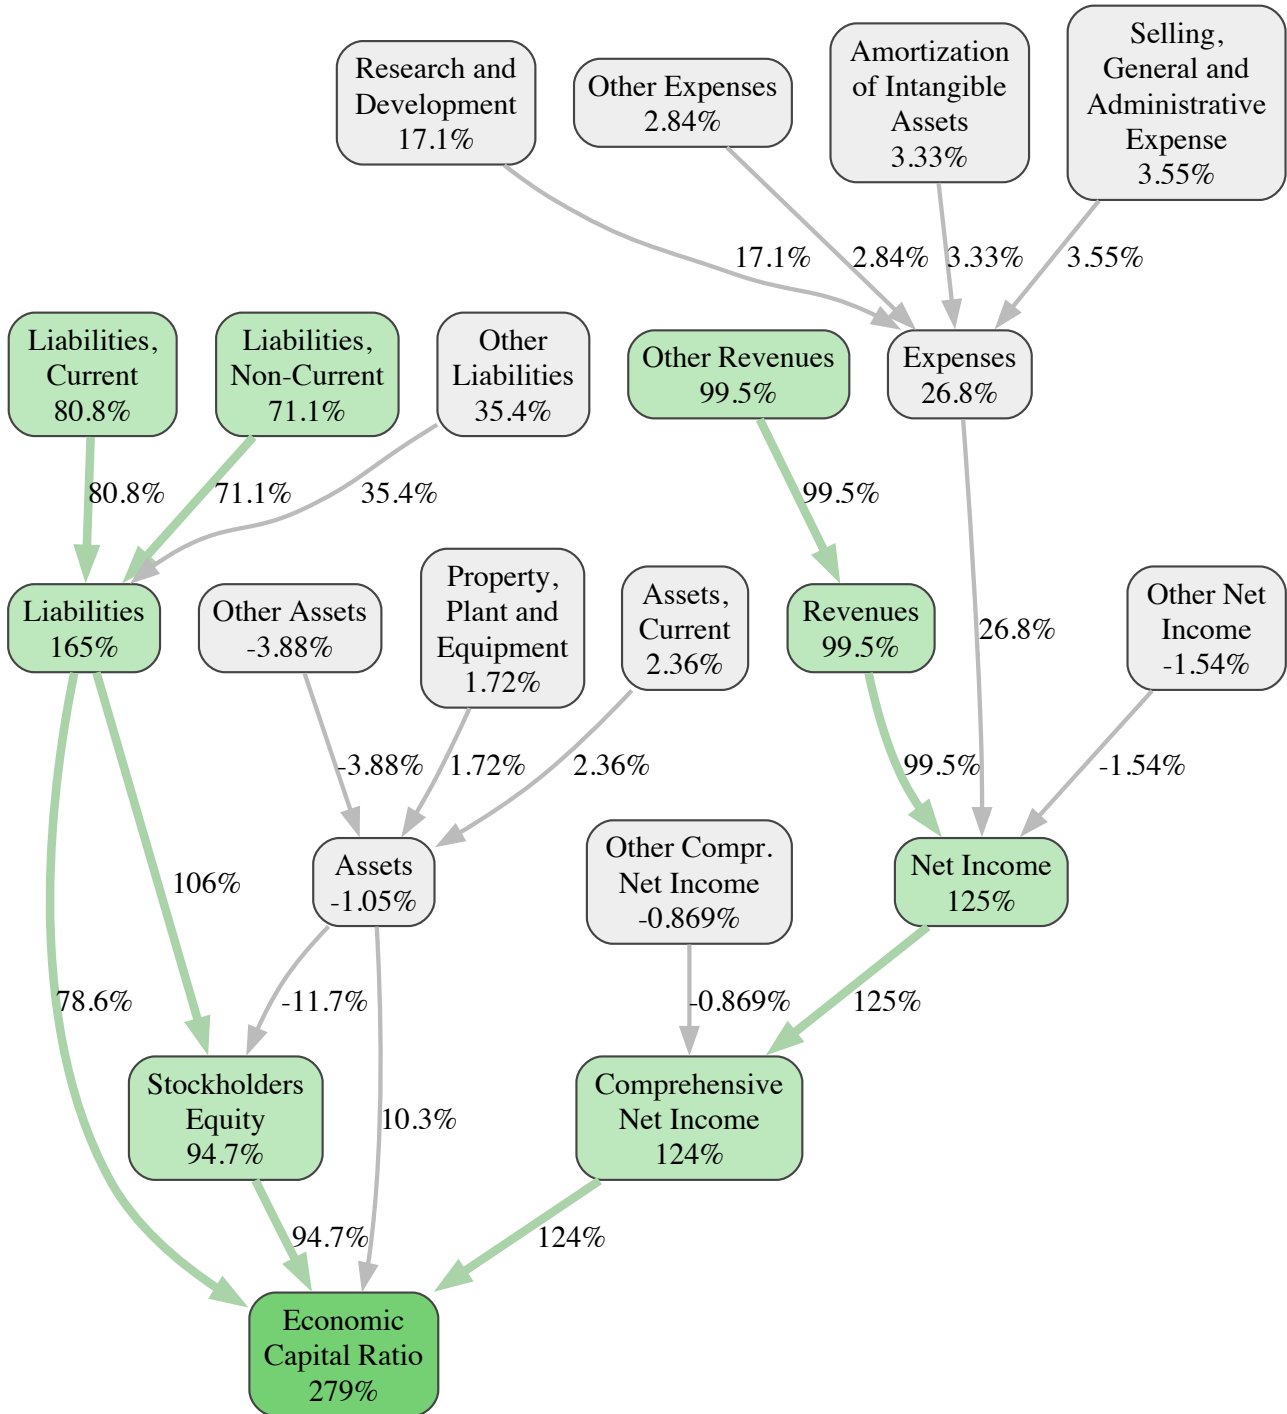 Research and
Development
17.1%
Other Expenses
2.84%
Amortization
of Intangible
Assets
3.33%
Selling,
General and
Administrative
Expense
3.55%
17.1%
2.84%
3.33%
3.55%
Liabilities,
Current
80.8%
Liabilities,
Non-Current
71.1%
Other
Liabilities
35.4%
Other Revenues
99.5%
Expenses
26.8%
80.8%
71.1%
35.4%
99.5%
26.8%
Liabilities
165%
Other Assets
-3.88%
Property,
Plant and
Equipment
1.72%
Assets,
Current
2.36%
Revenues
99.5%
Other Net
Income
-1.54%
-3.88%
1.72%
2.36%
99.5%
-1.54%
106%
Assets
-1.05%
Other Compr.
Net Income
-0.869%
Net Income
125%
78.6%
-11.7%
-0.869%
125%
Stockholders
Equity
94.7%
10.3%
Comprehensive
Net Income
124%
94.7%
124%
Economic
Capital Ratio
279%